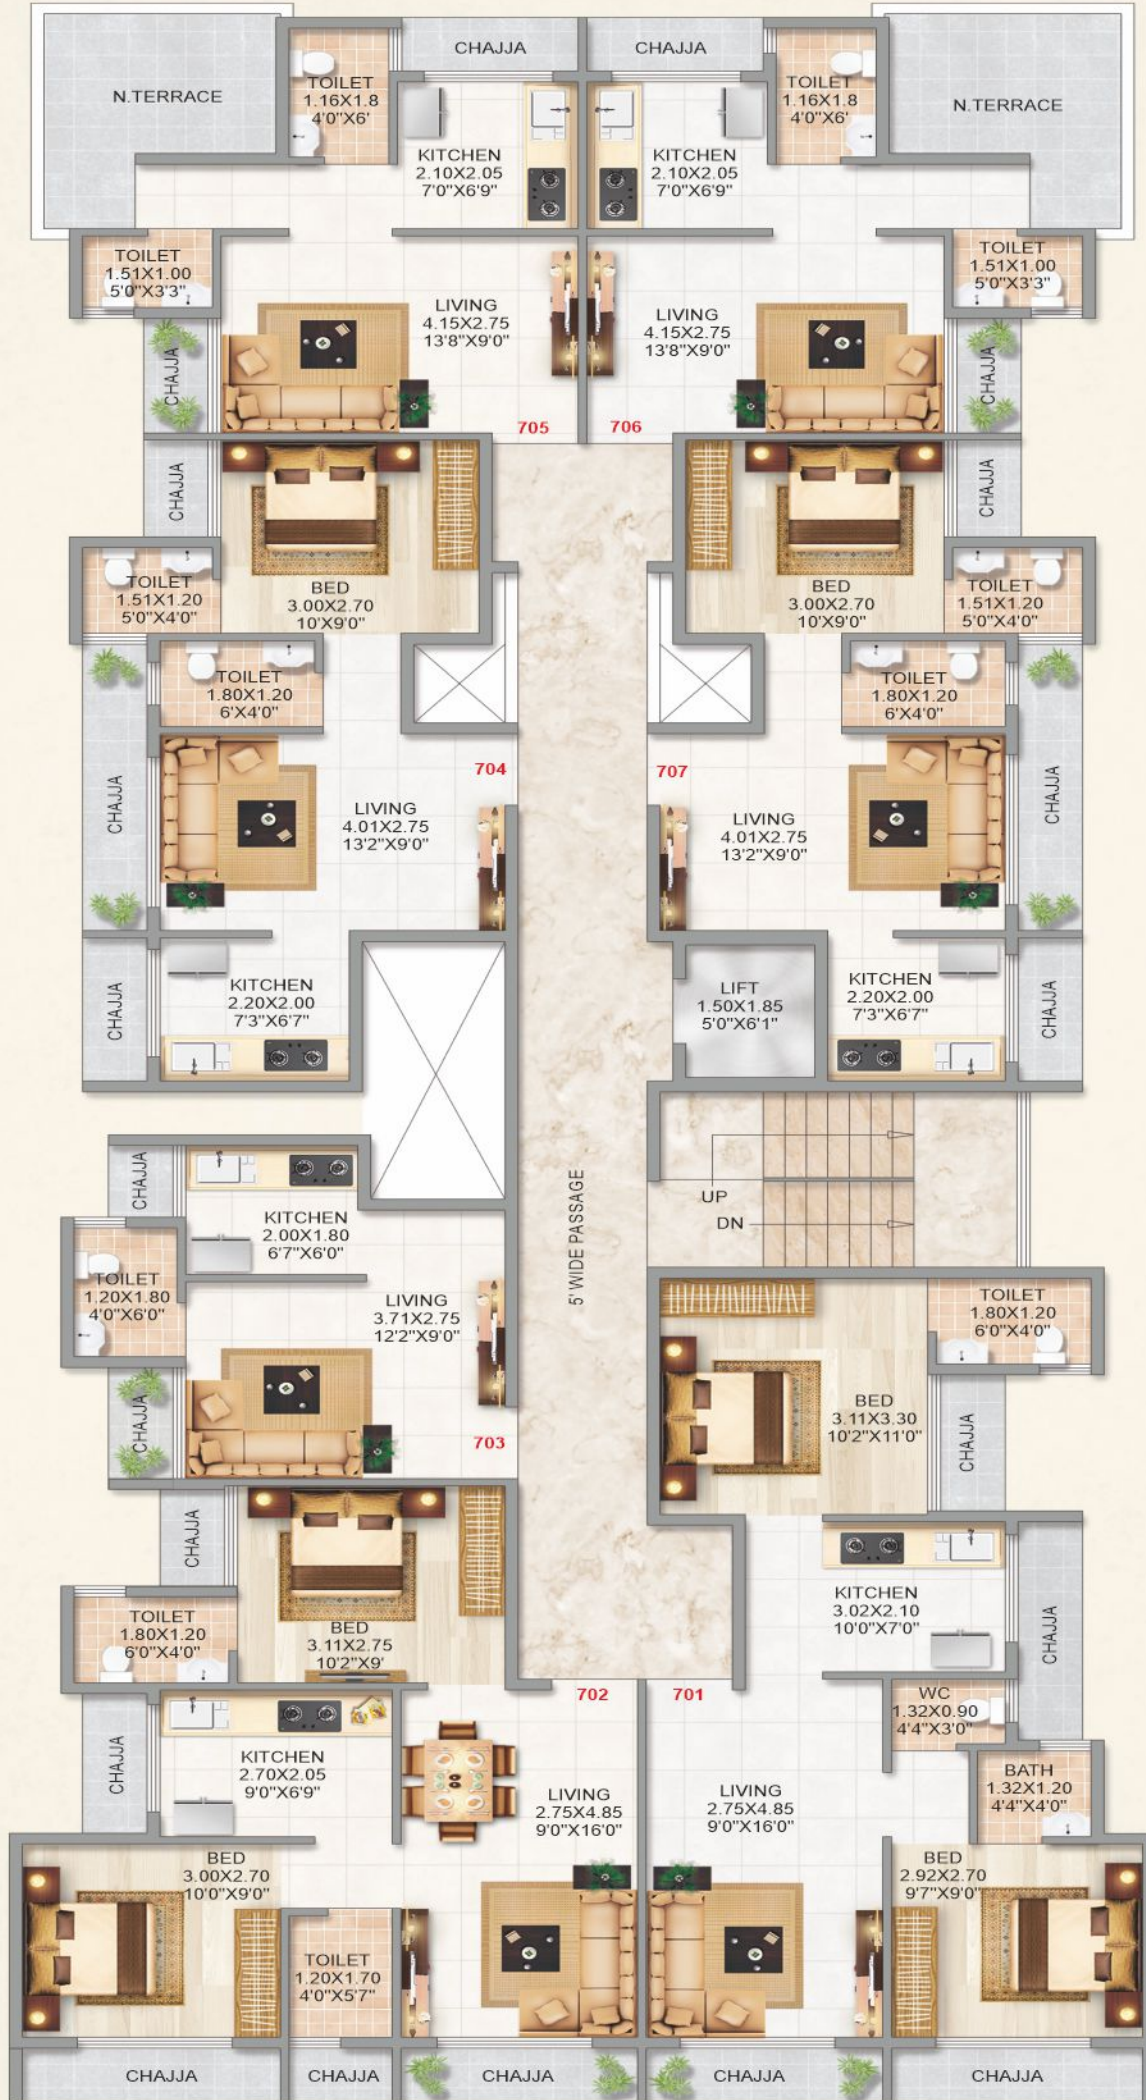 CHAJJA
CHAJJA
N.TERRACE
TOILET
1.16X1.8
4'0"X6'
TOILET
1.16X1.8
4'0"X6'
N.TERRACE
KITCHEN
2.10X2.05
7'0"X6'9"
KITCHEN
2.10X2.05
7'0"X6'9"
TOILET
1.51X1.00
5'0"X3'3"
LIVING
4.15X2.75
13'8"X9'0"
LIVING
4.15X2.75
13'8"X9'0"
TOILET
1.51X1.00
5'0"X3'3"
CHAJJA
CHAJJA
705
706
CHAJJA
CHAJJA
TOILET
1.51X1.20
5'0"X4'0"
BED
3.00X2.70
10'X9'0"
BED
3.00X2.70
10'X9'0"
TOILET
1.51X1.20
5'0"X4'0"
TOILET
1.80X1.20
6'X4'0"
TOILET
1.80X1.20
6'X4'0"
704
707
CHAJJA
LIVING
4.01X2.75
13'2"X9'0"
LIVING
4.01X2.75
13'2"X9'0"
CHAJJA
CHAJJA
KITCHEN
2.20X2.00
7'3"X6'7"
LIFT
1.50X1.85
5'0"X6'1"
KITCHEN
2.20X2.00
7'3"X6'7"
CHAJJA
CHAJJA
KITCHEN
2.00X1.80
6'7"X6'0"
5' WIDE PASSAGE
UP
DN
TOILET
1.20X1.80
4'0"X6'0"
LIVING
3.71X2.75
12'2"X9'0"
TOILET
1.80X1.20
6'0"X4'0"
CHAJJA
703
BED
3.11X3.30
10'2"X11'0"
CHAJJA
CHAJJA
TOILET
1.80X1.20
6'0"X4'0"
BED
3.11X2.75
10'2"X9'
KITCHEN
3.02X2.10
10'0"X7'0"
CHAJJA
702
701
WC
1.32X0.90
4'4"X3'0"
CHAJJA
KITCHEN
2.70X2.05
9'0"X6'9"
LIVING
2.75X4.85
9'0"X16'0"
LIVING
2.75X4.85
9'0"X16'0"
BATH
1.32X1.20
4'4"X4'0"
BED
3.00X2.70
10'0"X9'0"
BED
2.92X2.70
9'7"X9'0"
TOILET
1.20X1.70
4'0"X5'7"
CHAJJA
CHAJJA
CHAJJA
CHAJJA
CHAJJA